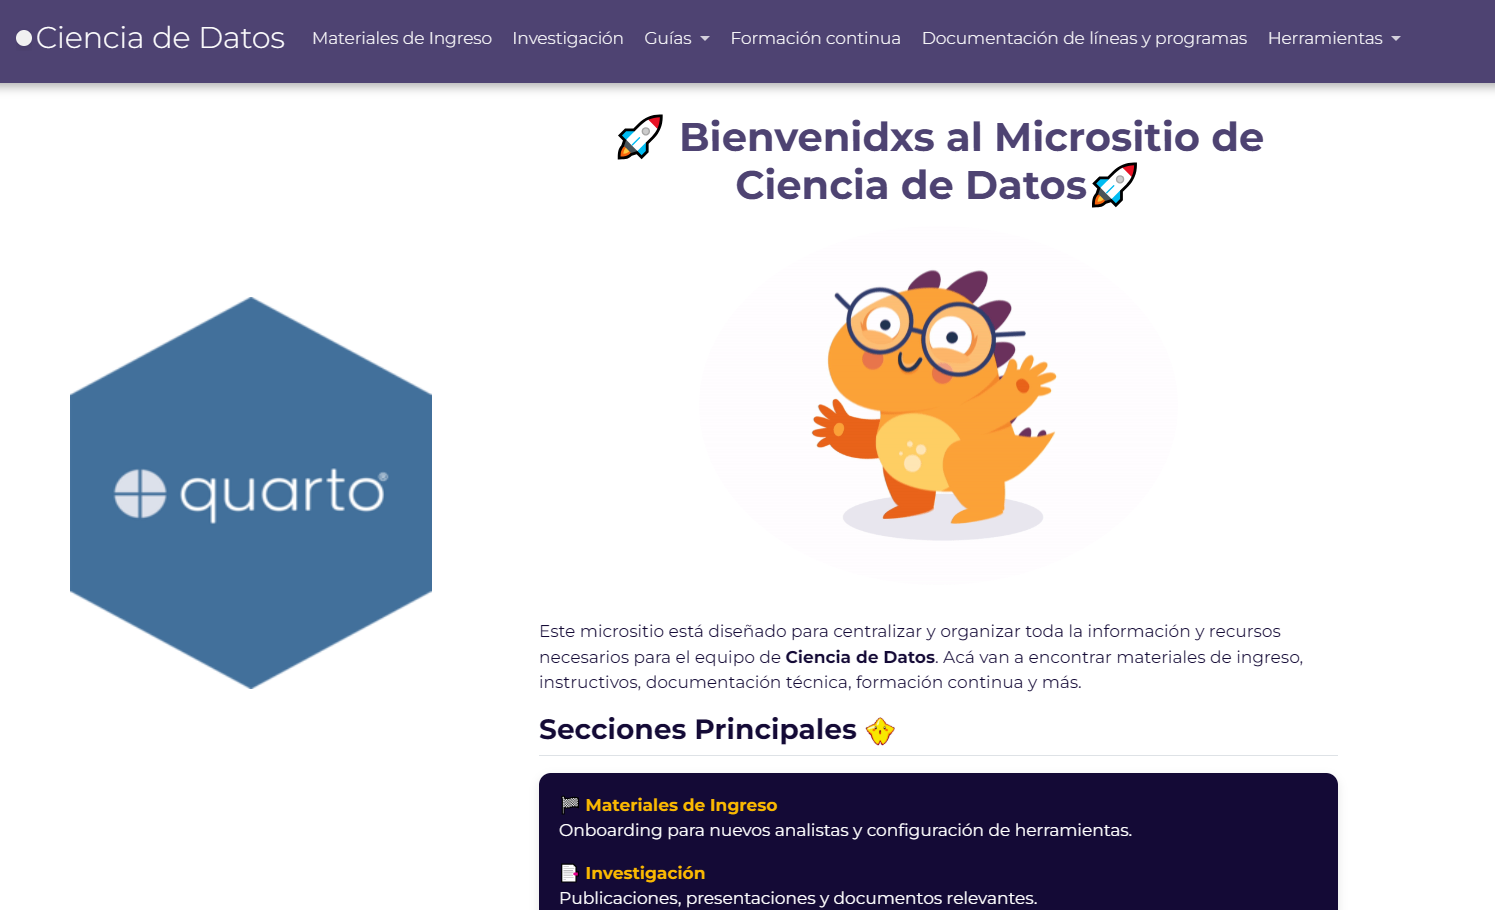 Ciencia de Datos Materiales de Ingreso Investigación Guías Formación continua Documentación de líneas y programas Herramientas
🚀 Bienvenidxs al Micrositio de
Ciencia de Datos🚀
quarto®
Este micrositio está diseñado para centralizar y organizar toda la información y recursos
necesarios para el equipo de Ciencia de Datos. Acá van a encontrar materiales de ingreso,
instructivos, documentación técnica, formación continua y más.
Secciones Principales
🏁 Materiales de Ingreso
Onboarding para nuevos analistas y configuración de herramientas.
📑 Investigación
Publicaciones, presentaciones y documentos relevantes.